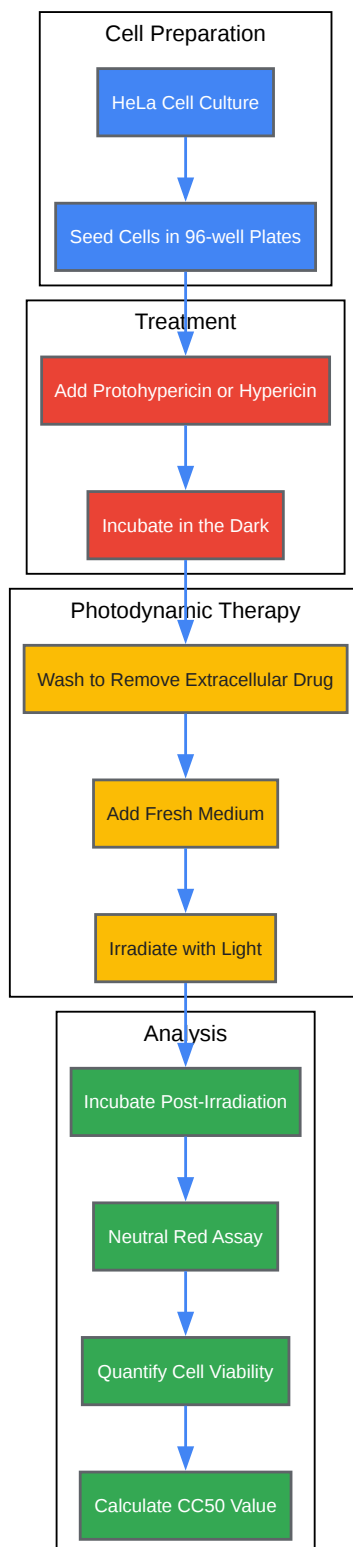 Cell Preparation
HeLa Cell Culture
Seed Cells in 96-well Plates
Treatment
Add Protohypericin or Hypericin
Incubate in the Dark
Photodynamic Therapy
Wash to Remove Extracellular Drug
Add Fresh Medium
Irradiate with Light
Analysis
Incubate Post-Irradiation
Neutral Red Assay
Quantify Cell Viability
Calculate CC50 Value